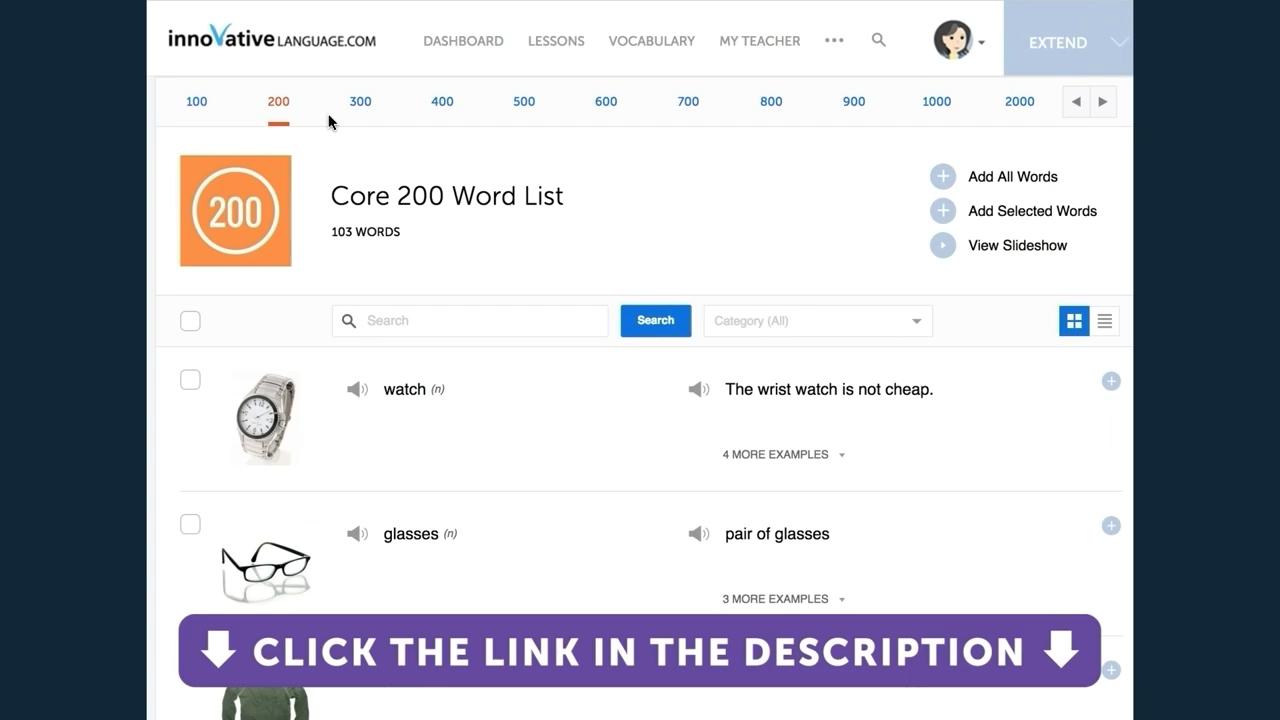 innoVative LANGUAGE.COM
DASHBOARD LESSONS VOCABULARY MY TEACHER EXTEND
100 200 300 400 500 600 700 800 900 1000 2000
200
Core 200 Word List
103 WORDS
Add All Words
Add Selected Words
View Slideshow
Search Search Category (All)
watch (n) The wrist watch is not cheap.
4 MORE EXAMPLES
glasses (n) pair of glasses
3 MORE EXAMPLES
CLICK THE LINK IN THE DESCRIPTION